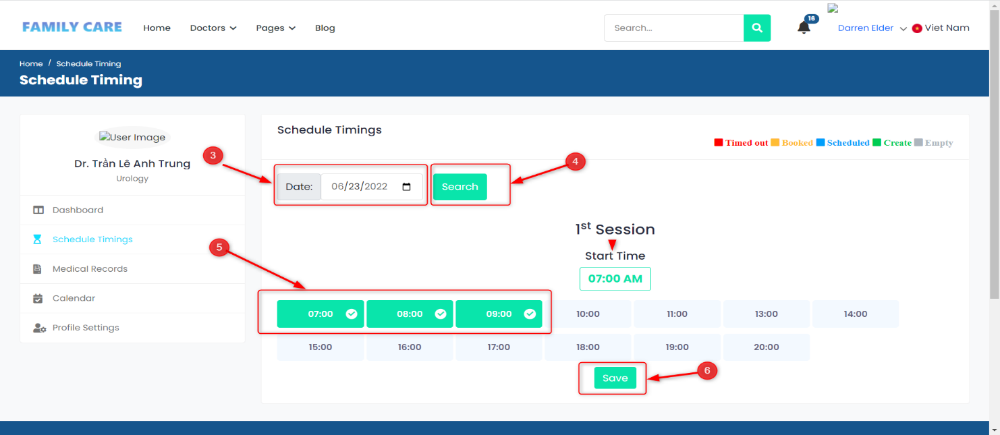 FAMILY CARE Home Doctors Pages Blog Search... 16 Darren Elder Viet Nam
Home / Schedule Timing
Schedule Timing
User Image
Dr. Trần Lê Anh Trung
Urology
Dashboard
Schedule Timings
Medical Records
Calendar
Profile Settings
Schedule Timings
Timed out Booked Scheduled Create Empty
3
4
Date: 06/23/2022 Search
1st Session
Start Time
07:00 AM
5
07:00 08:00 09:00 10:00 11:00 13:00 14:00
15:00 16:00 17:00 18:00 19:00 20:00
Save
6